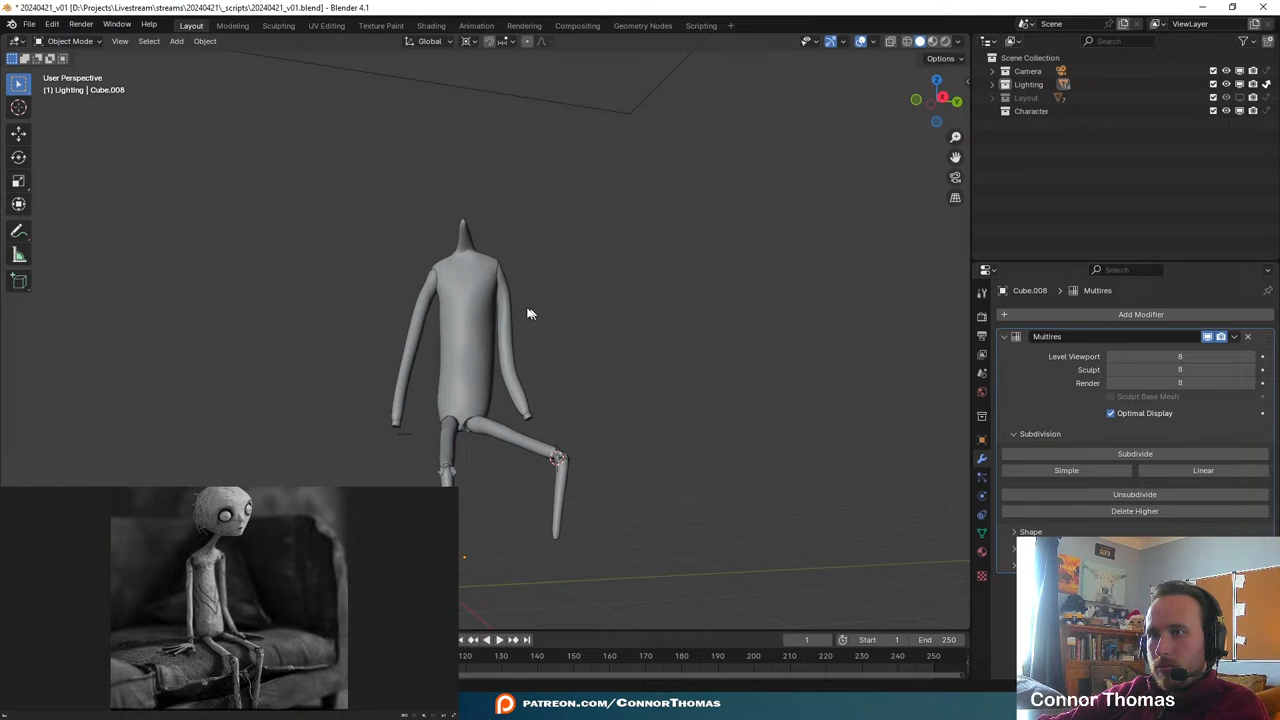 * 20240421_v01 [D:\Projects\Livestream\streams\20240421\_scripts\20240421_v01.blend] - Blender 4.1
File Edit Render Window Help Layout Modeling Sculpting UV Editing Texture Paint Shading Animation Rendering Compositing Geometry Nodes Scripting + Scene ViewLayer
Object Mode View Select Add Object Global Search
Options
User Perspective
(1) Lighting | Cube.008
Scene Collection
Camera
Lighting
Layout
Character
Z
X
Y
Search
Cube.008 > Multires
+ Add Modifier
Multires
Level Viewport 8
Sculpt 8
Render 8
Sculpt Base Mesh
Optimal Display
Subdivision
Subdivide
Simple Linear
Unsubdivide
Delete Higher
Shape
1 Start 1 End 250
120 130 140 150 160 170 180 190 200 210 220 230 240 250
PATREON.COM/CONNORTHOMAS
Connor Thomas